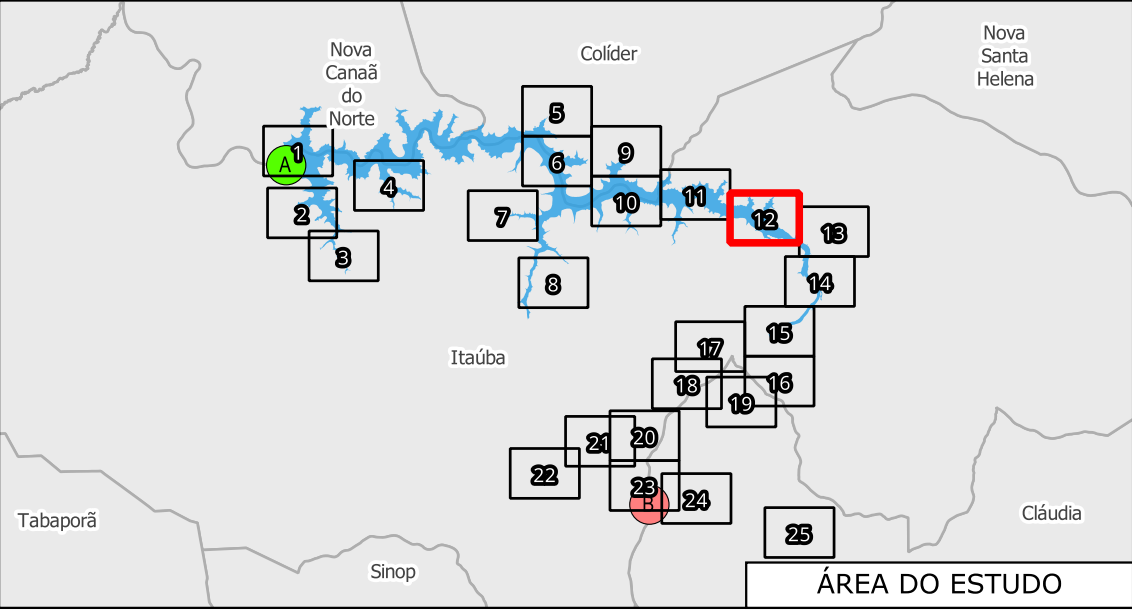 Nova
Canaã
do
Norte
Colíder
Nova
Santa
Helena
5
1
A
6
9
4
10
11
2
7
12
13
3
8
14
15
Itaúba
17
18
16
19
20
21
22
23
B
24
Tabaporã
Cláudia
25
Sinop
ÁREA DO ESTUDO